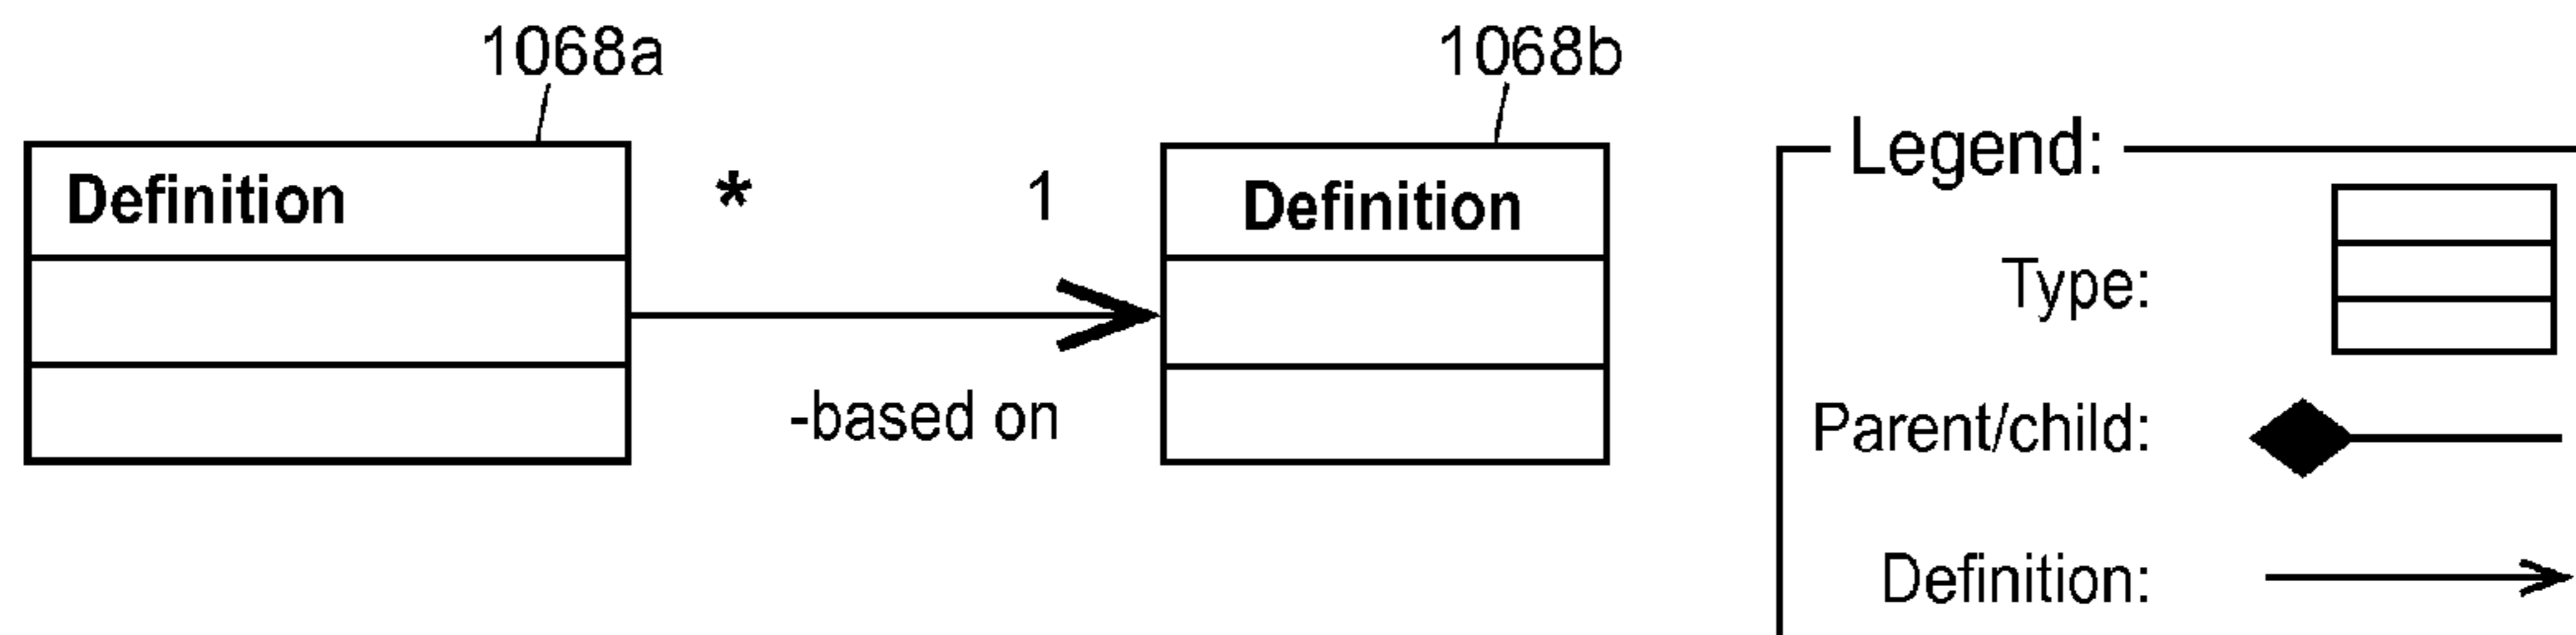 1068a
1068b
Definition
* 1
Definition
-based on
Legend:
Type:
Parent/child:
Definition: